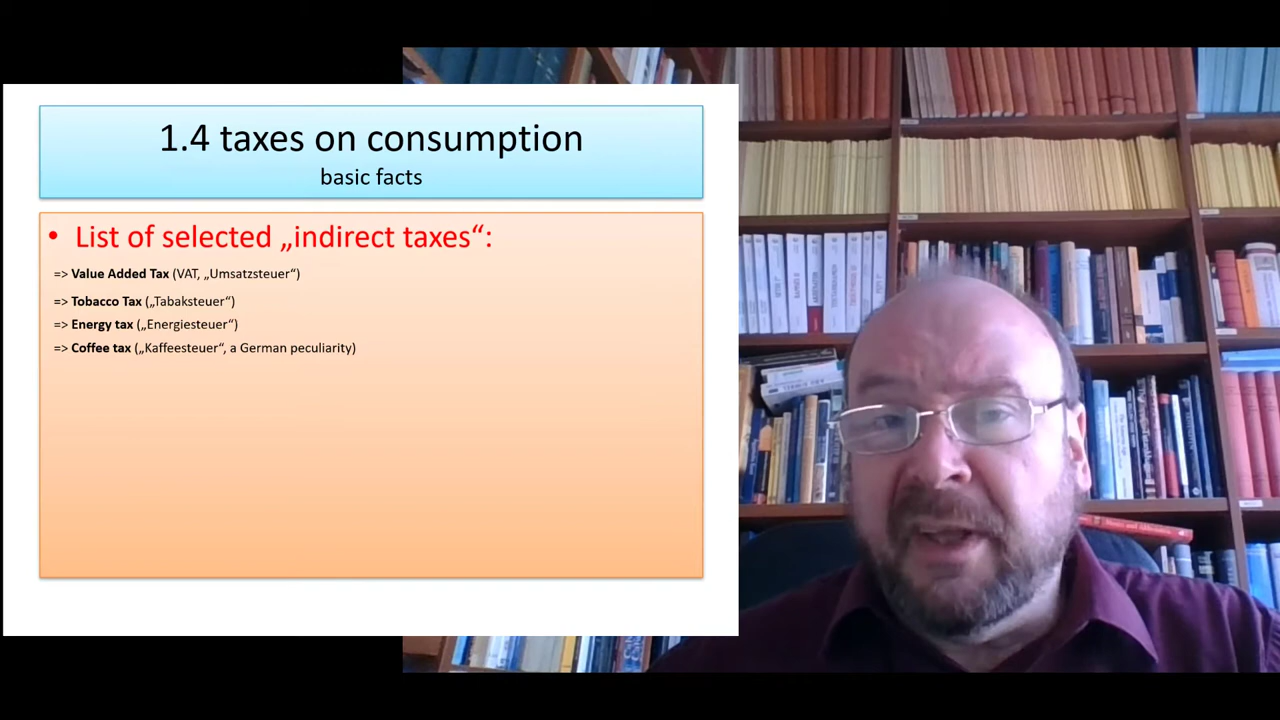 1.4 taxes on consumption
basic facts
• List of selected „indirect taxes“:
=> Value Added Tax (VAT, „Umsatzsteuer“)
=> Tobacco Tax („Tabaksteuer“)
=> Energy tax („Energiesteuer“)
=> Coffee tax („Kaffeesteuer“, a German peculiarity)